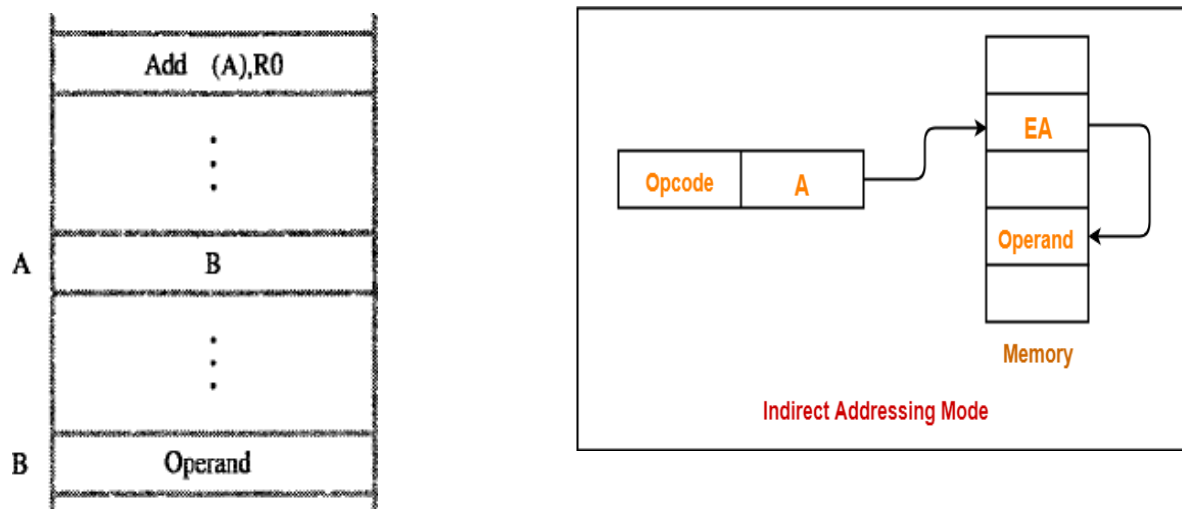 Add (A),R0
A
B
B
Operand
Opcode
A
EA
Operand
Memory
Indirect Addressing Mode